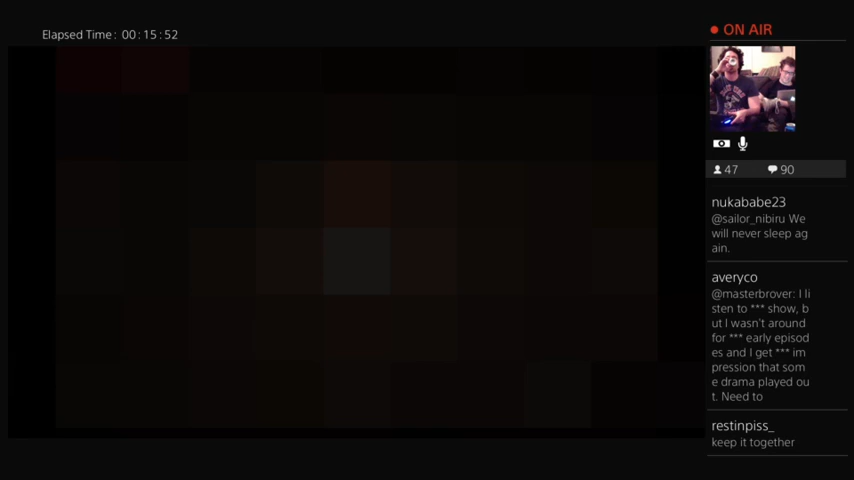 Elapsed Time: 00:15:52
ON AIR
47 90
nukababe23
@sailor_nibiru We
will never sleep ag
ain.
averyco
@masterbrover: I li
sten to *** show, b
ut I wasn't around
for *** early episod
es and I get *** im
pression that som
e drama played ou
t. Need to
restinpiss_
keep it together